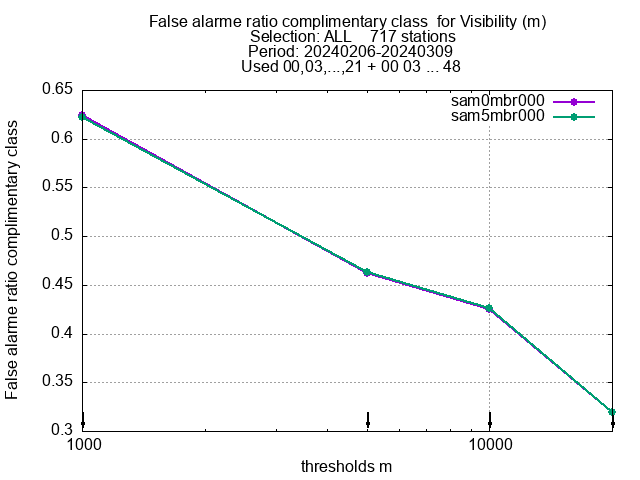 False alarme ratio complimentary class  for Visibility (m)
Selection: ALL    717 stations
Period: 20240206-20240309
Used 00,03,...,21 + 00 03 ... 48
sam0mbr000
sam5mbr000
False alarme ratio complimentary class
0.65
0.6
0.55
0.5
0.45
0.4
0.35
0.3
1000
10000
thresholds m